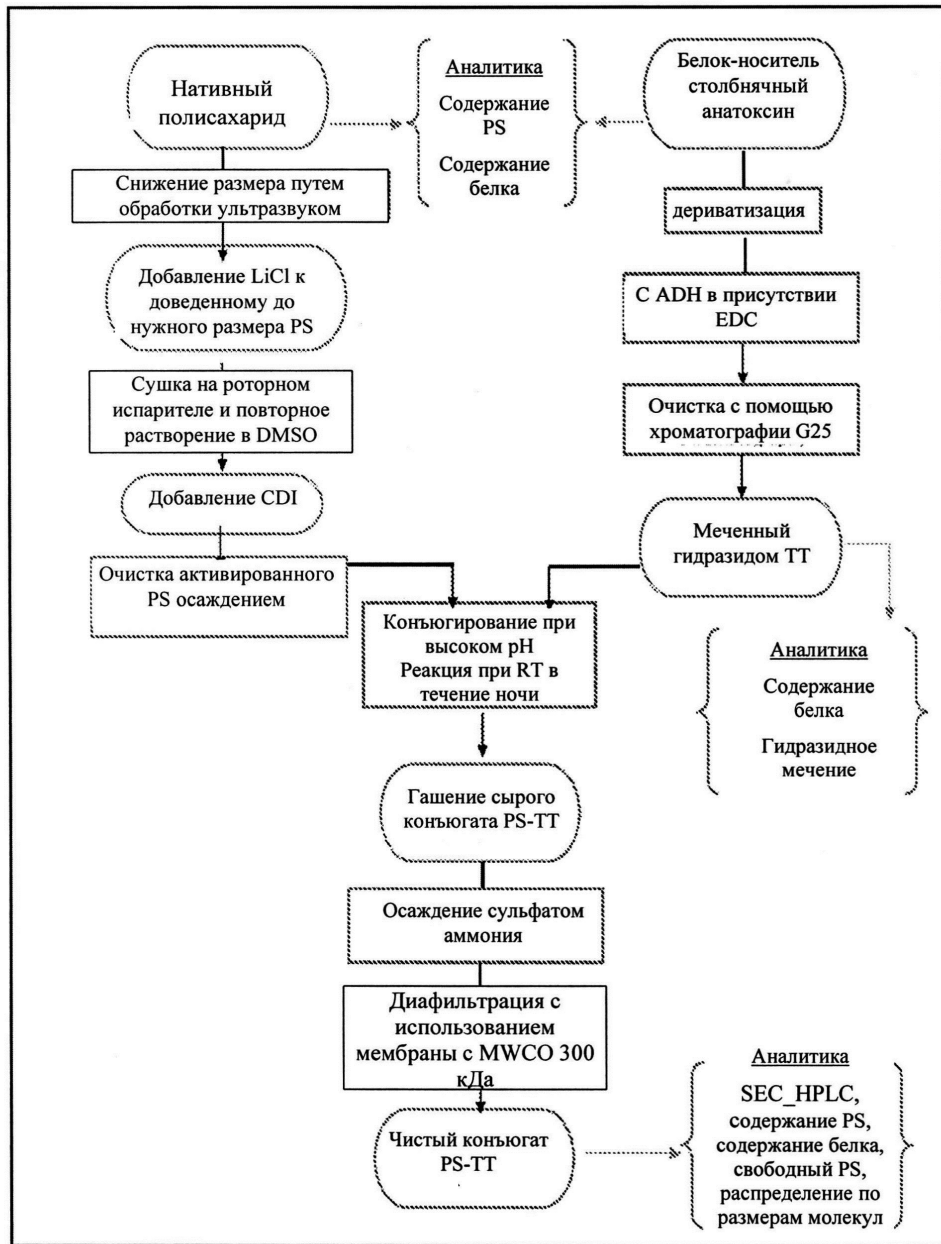 Нативный
полисахарид
Аналитика
Содержание
PS
Содержание
белка
Белок-носитель
столбнячный
анатоксин
Снижение размера путем
обработки ультразвуком
дериватизация
Добавление LiCl к
доведенному до
нужного размера PS
С ADH в присутствии
EDC
Сушка на роторном
испарителе и повторное
растворение в DMSO
Очистка с помощью
хроматографии G25
Добавление CDI
Меченный
гидразидом ТТ
Очистка активированного
PS осаждением
Конъюгирование при
высоком pH
Реакция при RT в
течение ночи
Аналитика
Содержание
белка
Гидразидное
мечение
Гашение сырого
конъюгата PS-TT
Осаждение сульфатом
аммония
Диафильтрация с
использованием
мембраны с MWCO 300
кДа
Чистый конъюгат
PS-TT
Аналитика
SEC_HPLC,
содержание PS,
содержание белка,
свободный PS,
распределение по
размерам молекул